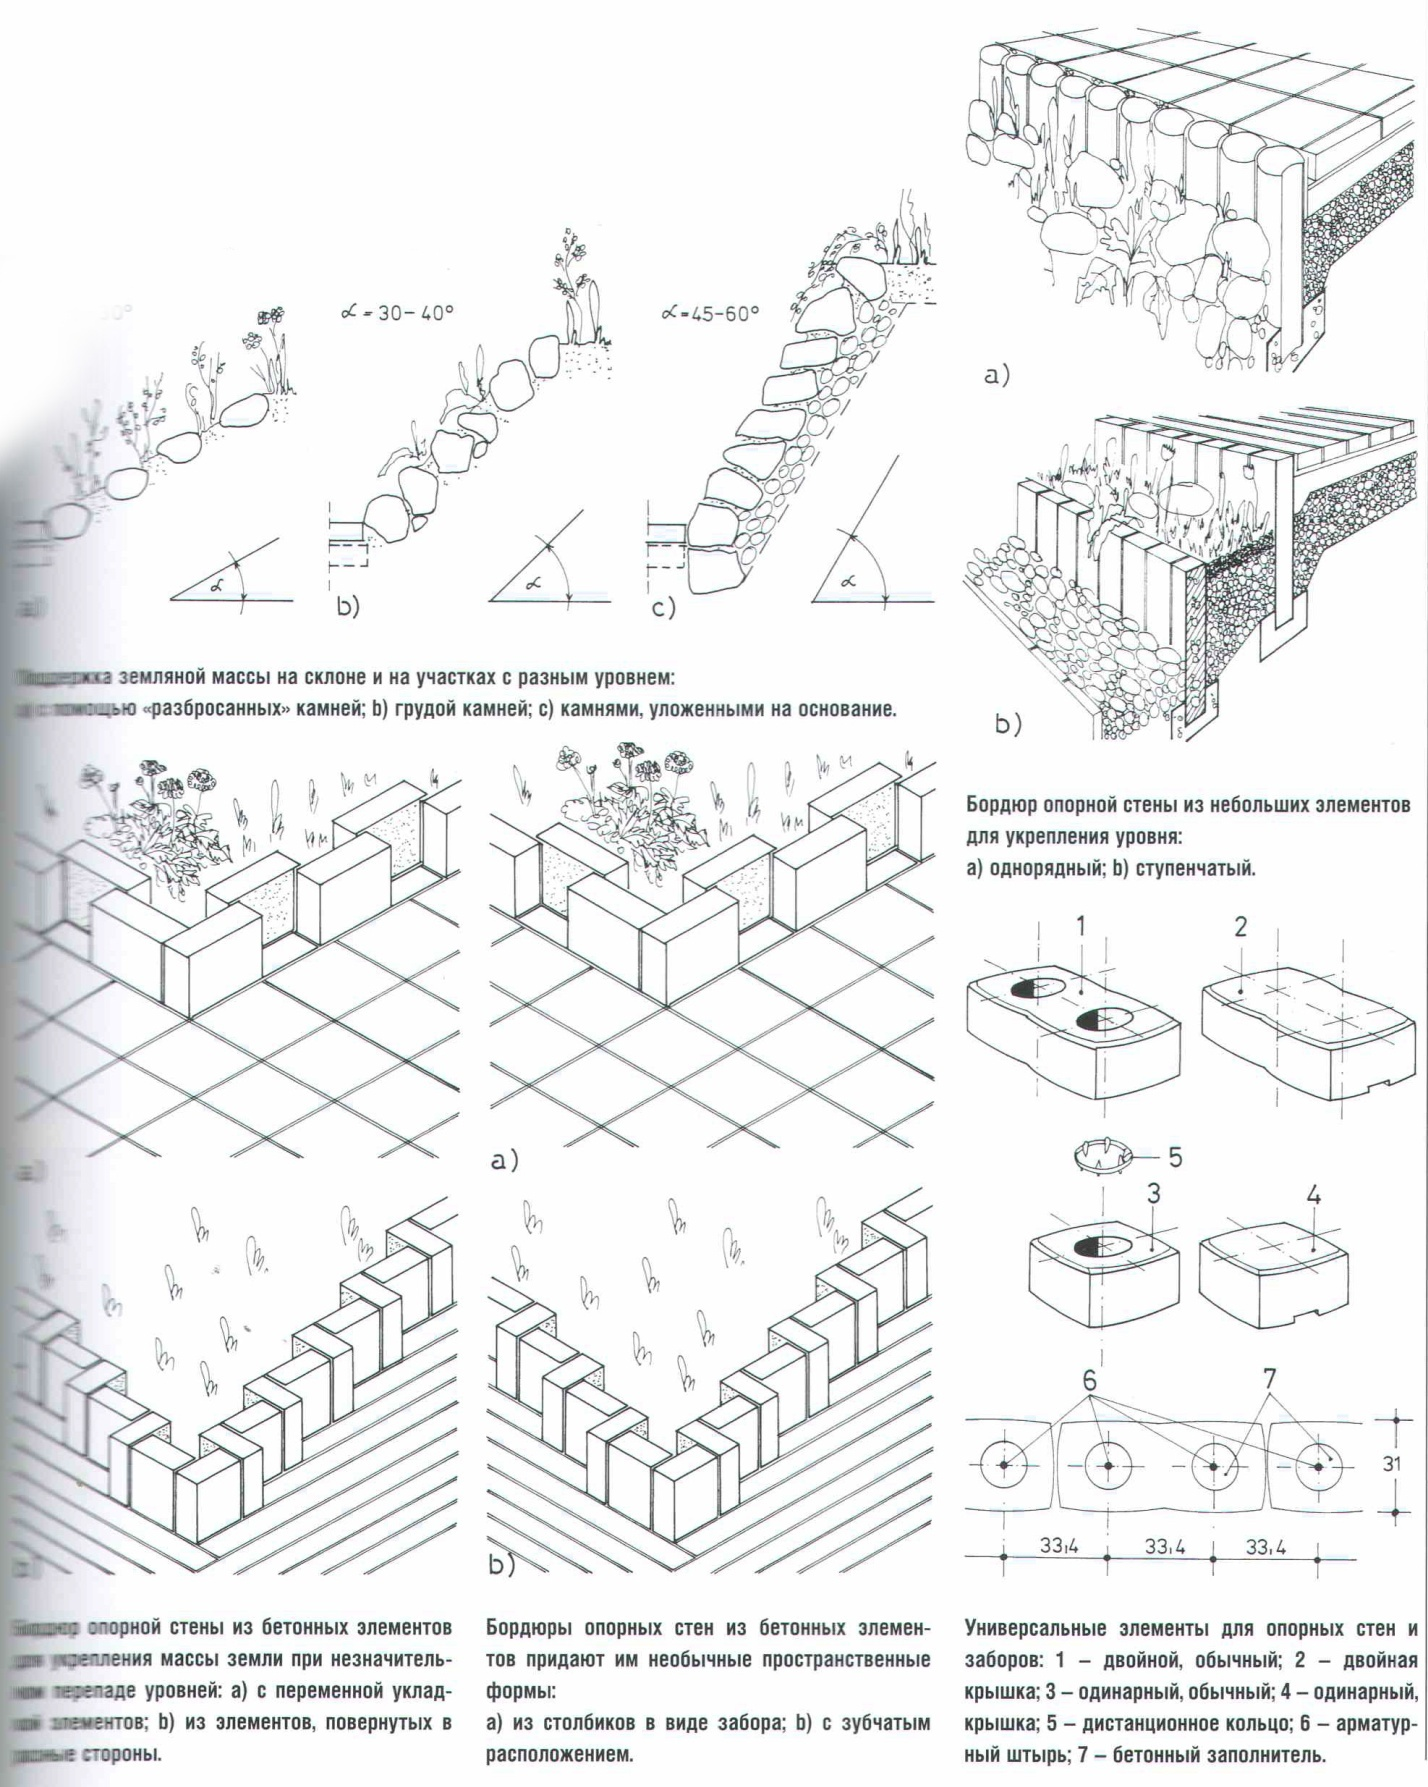 α = 30–40°
α=45-60°
α
b)
α
c)
α
a)
b)
земляной массы на склоне и на участках с разным уровнем:
«разбросанных» камней; b) грудой камней; c) камнями, уложенными на основание.
Бордюр опорной стены из небольших элементов
для укрепления уровня:
a) однорядный; b) ступенчатый.
a)
b)
1
2
5
3
4
6
7
31
33,4
33,4
33,4
опорной стены из бетонных элементов
укрепления массы земли при незначитель-
перепаде уровней: a) с переменной уклад-
элементов; b) из элементов, повернутых в
стороны.
Бордюры опорных стен из бетонных элемен-
тов придают им необычные пространственные
формы:
a) из столбиков в виде забора; b) с зубчатым
расположением.
Универсальные элементы для опорных стен и
заборов: 1 – двойной, обычный; 2 – двойная
крышка; 3 – одинарный, обычный; 4 – одинарный,
крышка; 5 – дистанционное кольцо; 6 – арматур-
ный штырь; 7 – бетонный заполнитель.